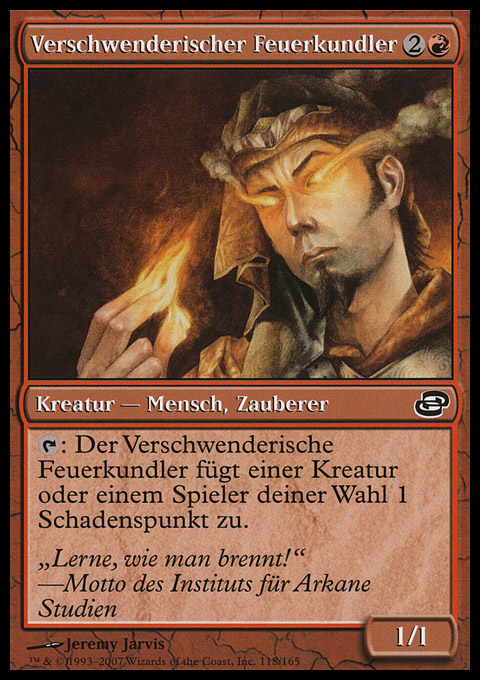 Verschwenderischer Feuerkundler 2
Kreatur — Mensch, Zauberer
: Der Verschwenderische
Feuerkundler fügt einer Kreatur
oder einem Spieler deiner Wahl 1
Schadenspunkt zu.
„Lerne, wie man brennt!“
—Motto des Instituts für Arkane
Studien
1/1
Jeremy Jarvis
™ & © 1993–2007 Wizards of the Coast, Inc. 118/165